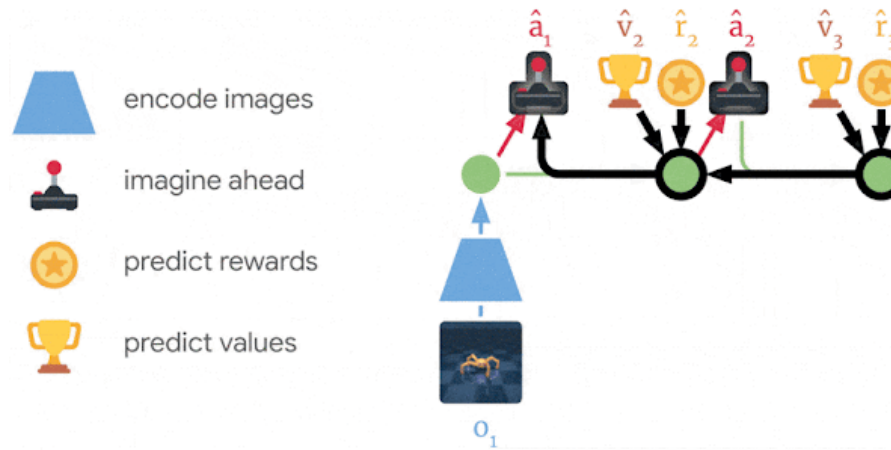 â₁ v̂₂ r̂₂ â₂ v̂₃
encode images
imagine ahead
predict rewards
predict values
o₁